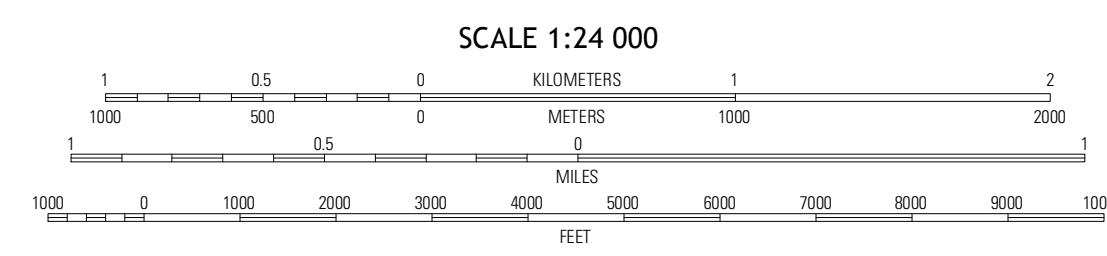 SCALE 1:24 000
1 0.5 0 KILOMETERS 1 2
1000 500 0 METERS 1000 2000
1 0.5 0 1
MILES
1000 0 1000 2000 3000 4000 5000 6000 7000 8000 9000 100
FEET